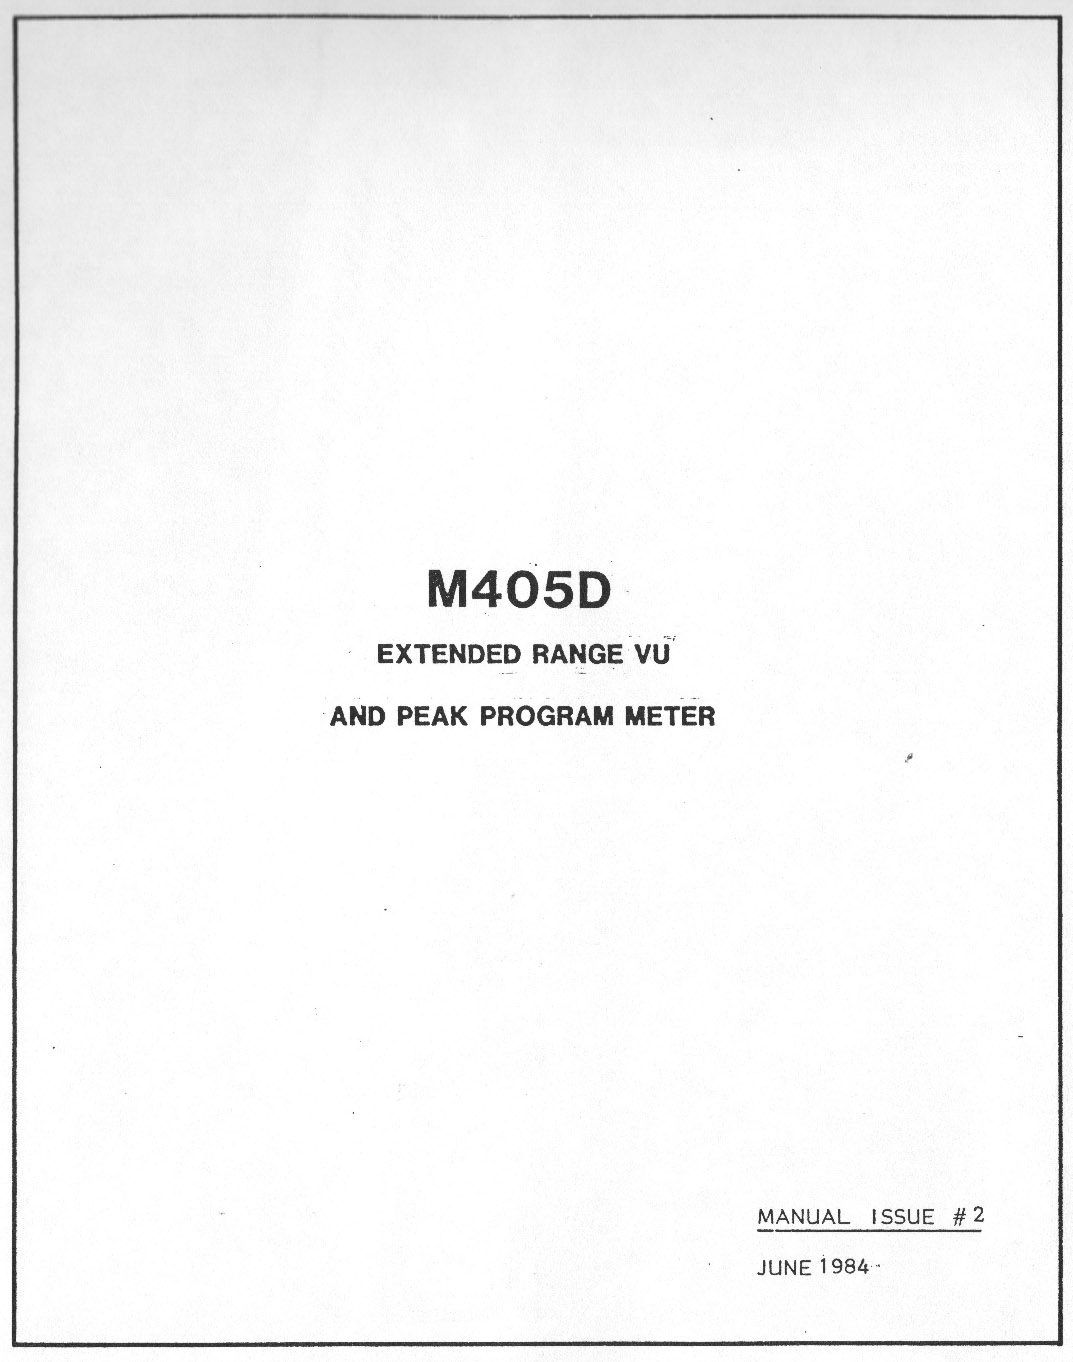 M405D
EXTENDED RANGE VU
AND PEAK PROGRAM METER
MANUAL ISSUE #2
JUNE 1984